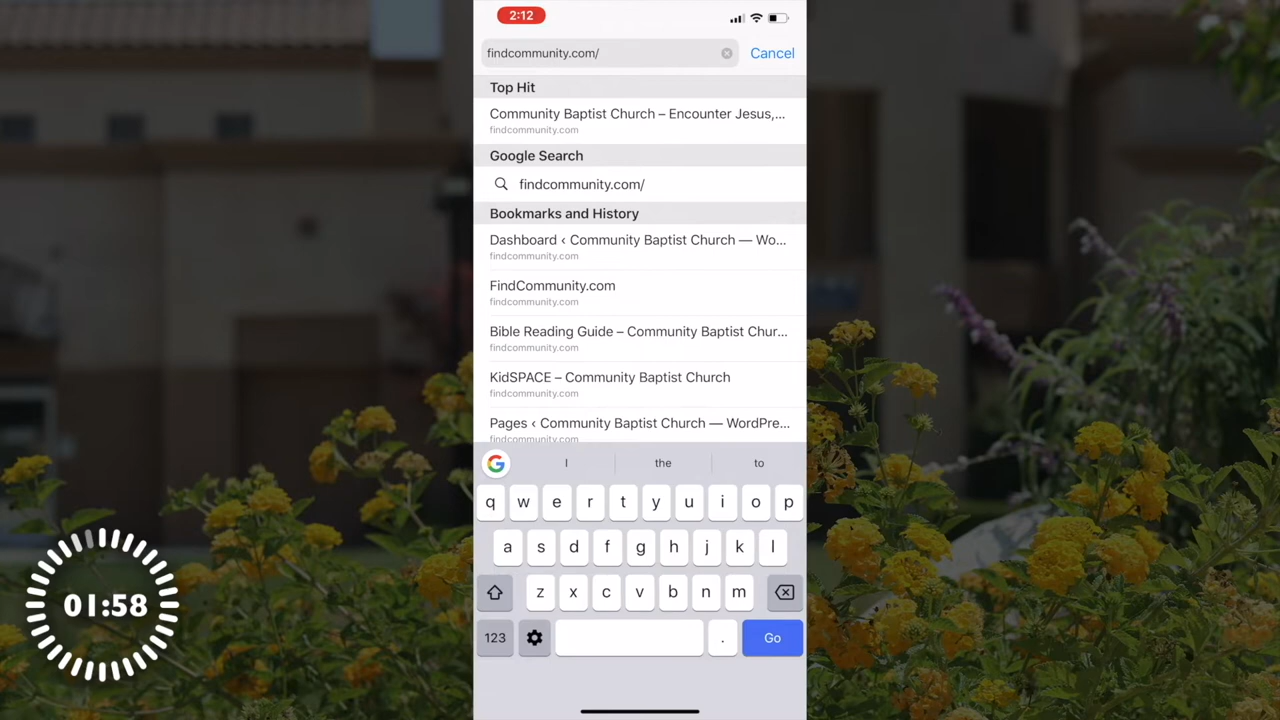 2:12
findcommunity.com/
Cancel
Top Hit
Community Baptist Church – Encounter Jesus,...
findcommunity.com
Google Search
findcommunity.com/
Bookmarks and History
Dashboard ‹ Community Baptist Church — Wo...
findcommunity.com
FindCommunity.com
findcommunity.com
Bible Reading Guide – Community Baptist Chur...
findcommunity.com
KidSPACE – Community Baptist Church
findcommunity.com
Pages ‹ Community Baptist Church — WordPre...
findcommunity.com
G I the to
q w e r t y u i o p
a s d f g h j k l
z x c v b n m
123 . Go
01:58